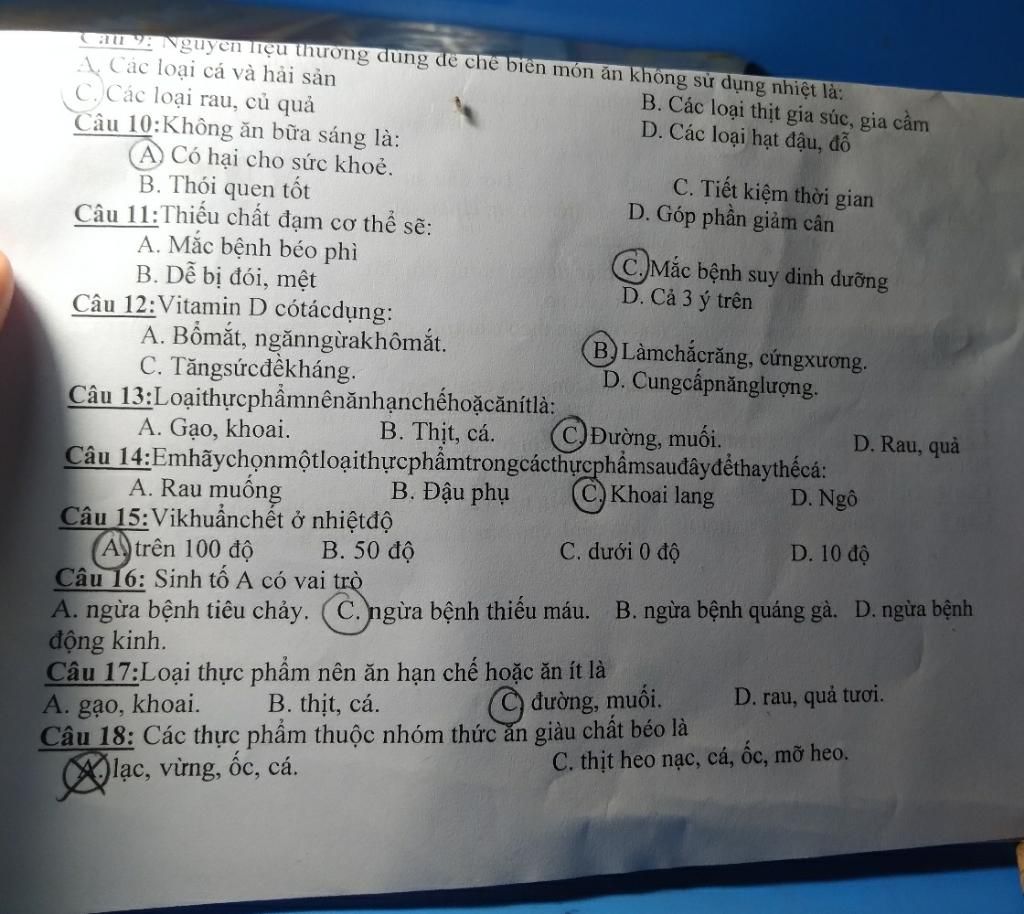 Câu 9: Nguyên liệu thường dùng để chế biến món ăn không sử dụng nhiệt là:
A. Các loại cá và hải sản
B. Các loại thịt gia súc, gia cầm
C. Các loại rau, củ quả
D. Các loại hạt đậu, đỗ
Câu 10:Không ăn bữa sáng là:
A. Có hại cho sức khoẻ.
C. Tiết kiệm thời gian
B. Thói quen tốt
D. Góp phần giảm cân
Câu 11:Thiếu chất đạm cơ thể sẽ:
A. Mắc bệnh béo phì
C. Mắc bệnh suy dinh dưỡng
B. Dễ bị đói, mệt
D. Cả 3 ý trên
Câu 12:Vitamin D cótácdụng:
A. Bổmắt, ngănngừakhômắt.
B. Làmchắcrăng, cứngxương.
C. Tăngsứcđềkháng.
D. Cungcấpnănglượng.
Câu 13:Loạithựcphẩmnênănhạnchếhoặcănítlà:
A. Gạo, khoai. B. Thịt, cá. C. Đường, muối. D. Rau, quả
Câu 14:Emhãychọnmộtloạithựcphẩmtrongcácthựcphẩmsauđâyđểthaythếcá:
A. Rau muống B. Đậu phụ C. Khoai lang D. Ngô
Câu 15:Vikhuẩnchết ở nhiệtđộ
A. trên 100 độ B. 50 độ C. dưới 0 độ D. 10 độ
Câu 16: Sinh tố A có vai trò
A. ngừa bệnh tiêu chảy. C. ngừa bệnh thiếu máu. B. ngừa bệnh quáng gà. D. ngừa bệnh
động kinh.
Câu 17:Loại thực phẩm nên ăn hạn chế hoặc ăn ít là
A. gạo, khoai. B. thịt, cá. C. đường, muối. D. rau, quả tươi.
Câu 18: Các thực phẩm thuộc nhóm thức ăn giàu chất béo là
A. lạc, vừng, ốc, cá. C. thịt heo nạc, cá, ốc, mỡ heo.